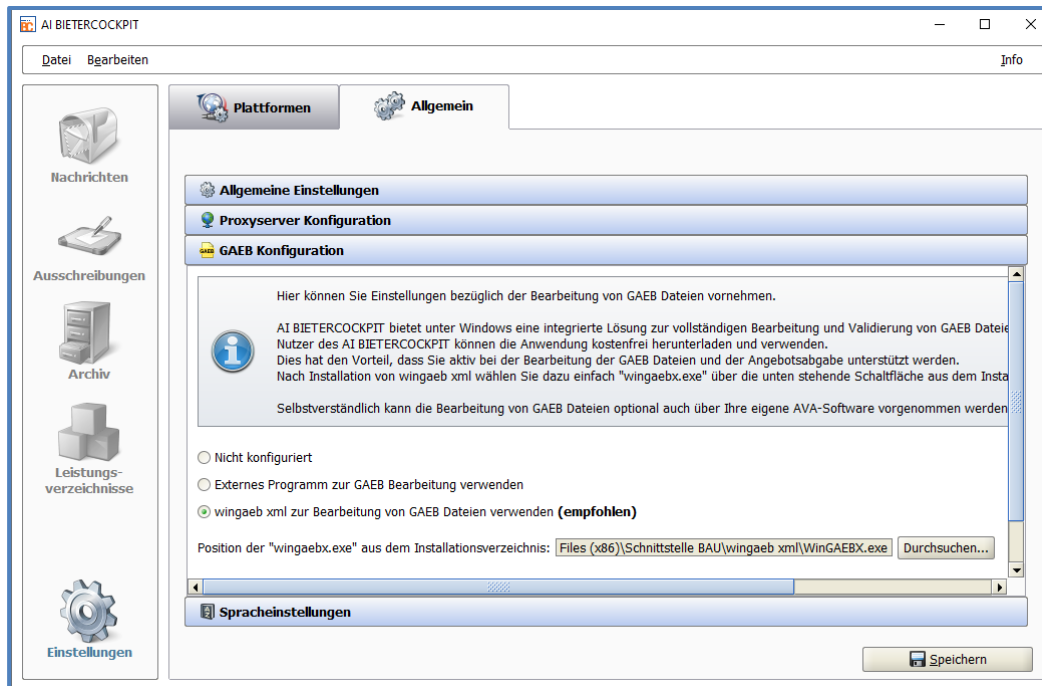 AI BIETERCOCKPIT
Datei Bearbeiten Info
Plattformen Allgemein
Nachrichten
Ausschreibungen
Archiv
Leistungs-
verzeichnisse
Einstellungen
Allgemeine Einstellungen
Proxyserver Konfiguration
GAEB GAEB Konfiguration
Hier können Sie Einstellungen bezüglich der Bearbeitung von GAEB Dateien vornehmen.
AI BIETERCOCKPIT bietet unter Windows eine integrierte Lösung zur vollständigen Bearbeitung und Validierung von GAEB Dateie
Nutzer des AI BIETERCOCKPIT können die Anwendung kostenfrei herunterladen und verwenden.
Dies hat den Vorteil, dass Sie aktiv bei der Bearbeitung der GAEB Dateien und der Angebotsabgabe unterstützt werden.
Nach Installation von wingaeb xml wählen Sie dazu einfach "wingaebx.exe" über die unten stehende Schaltfläche aus dem Insta
Selbstverständlich kann die Bearbeitung von GAEB Dateien optional auch über Ihre eigene AVA-Software vorgenommen werden
Nicht konfiguriert
Externes Programm zur GAEB Bearbeitung verwenden
wingaeb xml zur Bearbeitung von GAEB Dateien verwenden (empfohlen)
Position der "wingaebx.exe" aus dem Installationsverzeichnis: Files (x86)\Schnittstelle BAU\wingaeb xml\WinGAEBX.exe Durchsuchen...
Spracheinstellungen
Speichern